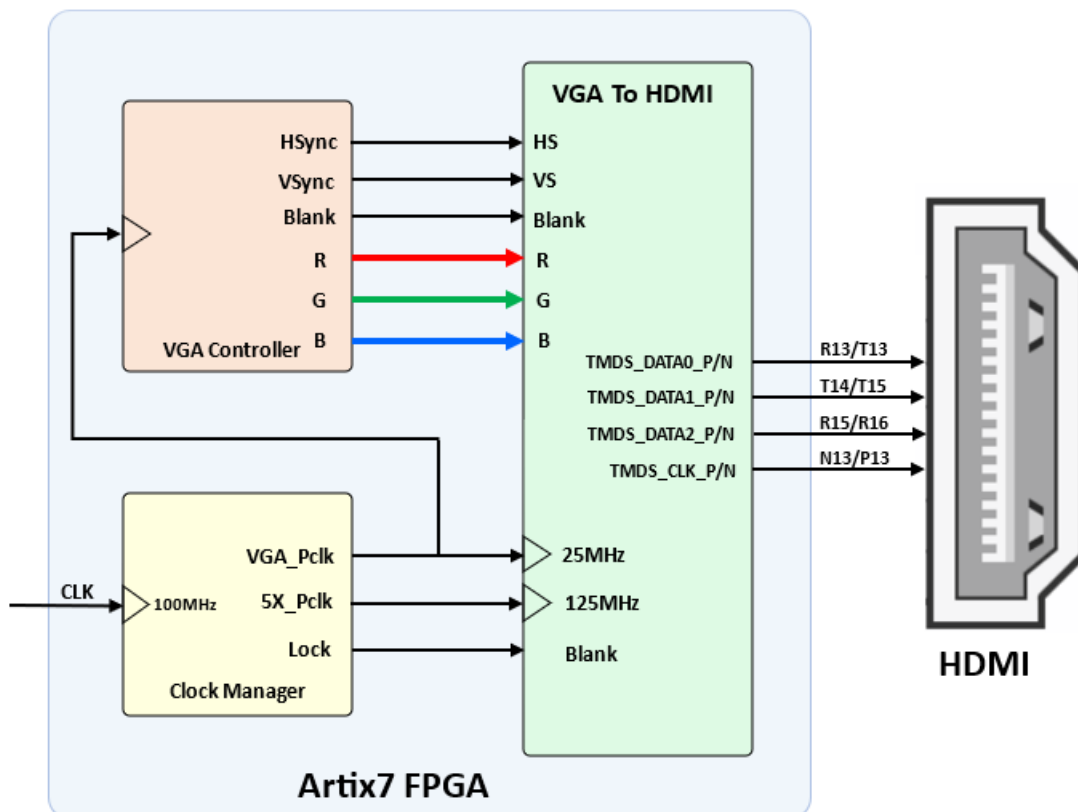 VGA To HDMI
HSync
HS
VSync
VS
Blank
Blank
R
R
G
G
B
B
VGA Controller
TMDS_DATA0_P/N
R13/T13
TMDS_DATA1_P/N
T14/T15
TMDS_DATA2_P/N
R15/R16
TMDS_CLK_P/N
N13/P13
VGA_Pclk
25MHz
CLK
100MHz
5X_Pclk
125MHz
Lock
Blank
Clock Manager
HDMI
Artix7 FPGA